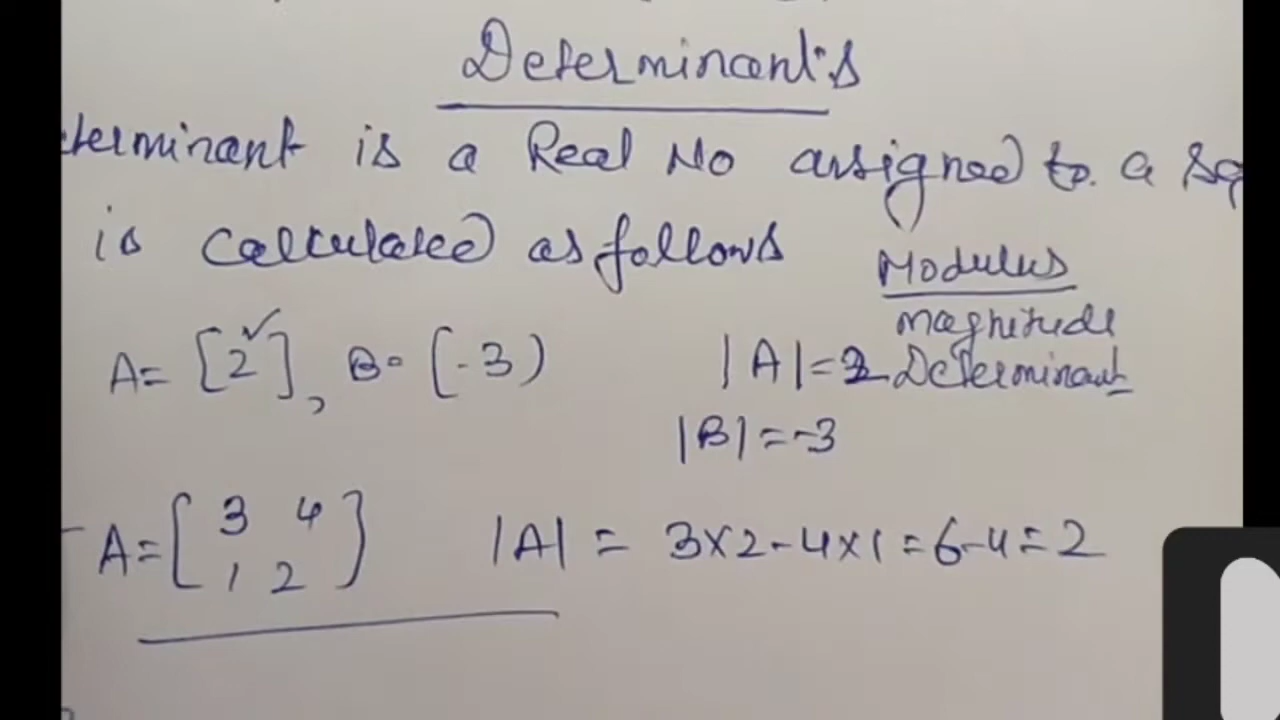 Determinant's
terminant is a Real No assigned to a Sq
is calculated as follows
Modulus
magnitude
A = [2] ✓, B = [-3)
|A| = 2 Determinant
|B| = -3
A = [3 4
1 2]
|A| = 3×2-4×1 = 6-4 = 2